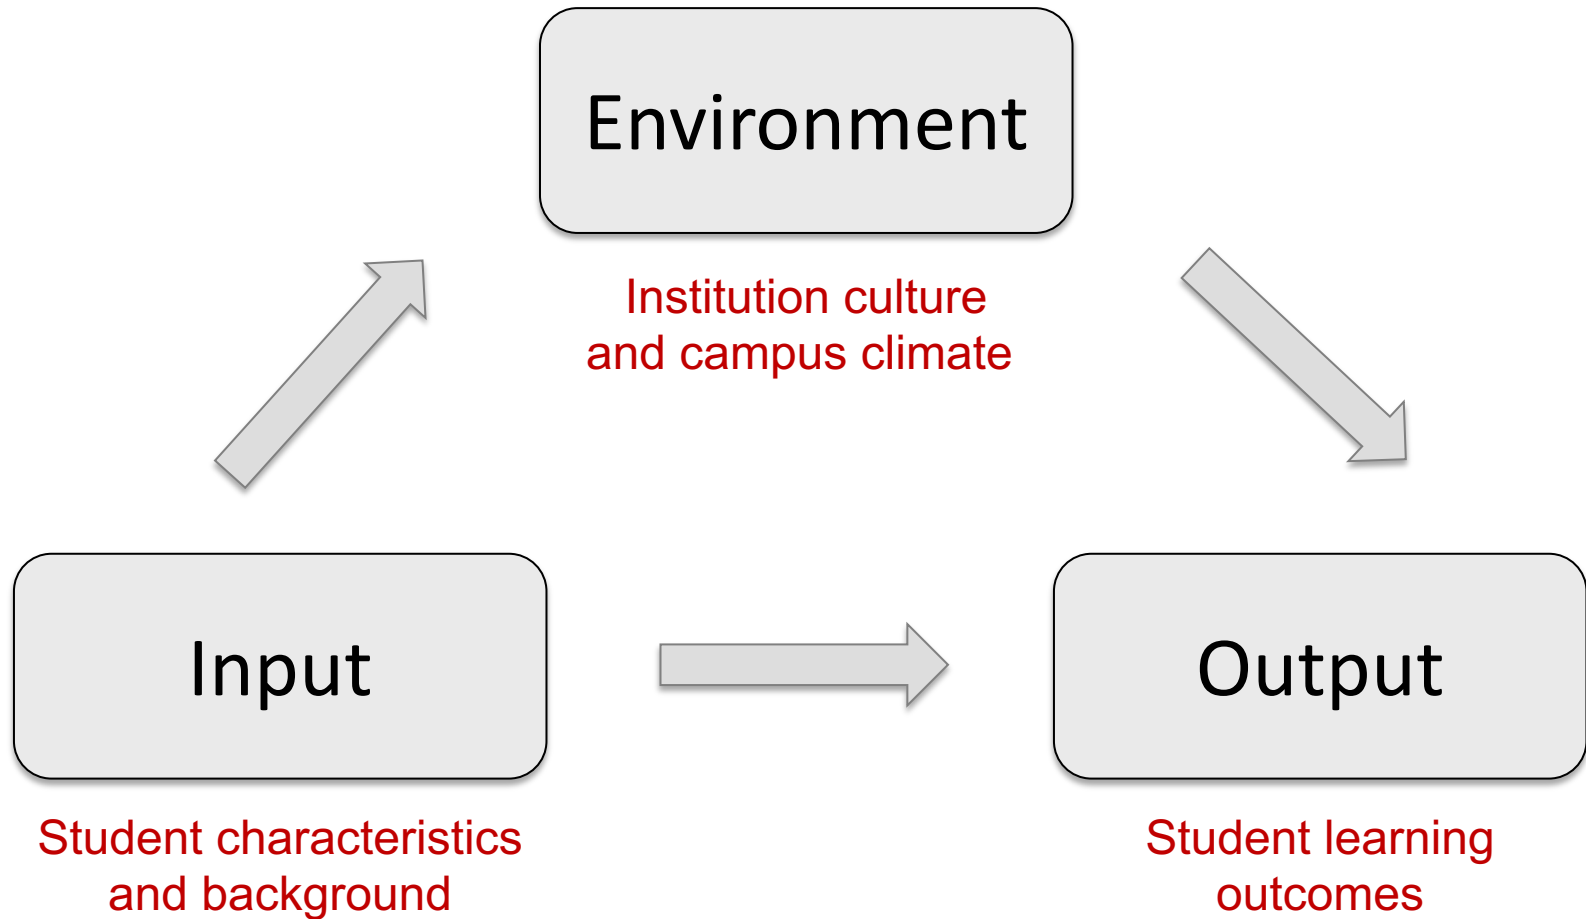 Environment
Institution culture
and campus climate
Input
Student characteristics
and background
Output
Student learning
outcomes